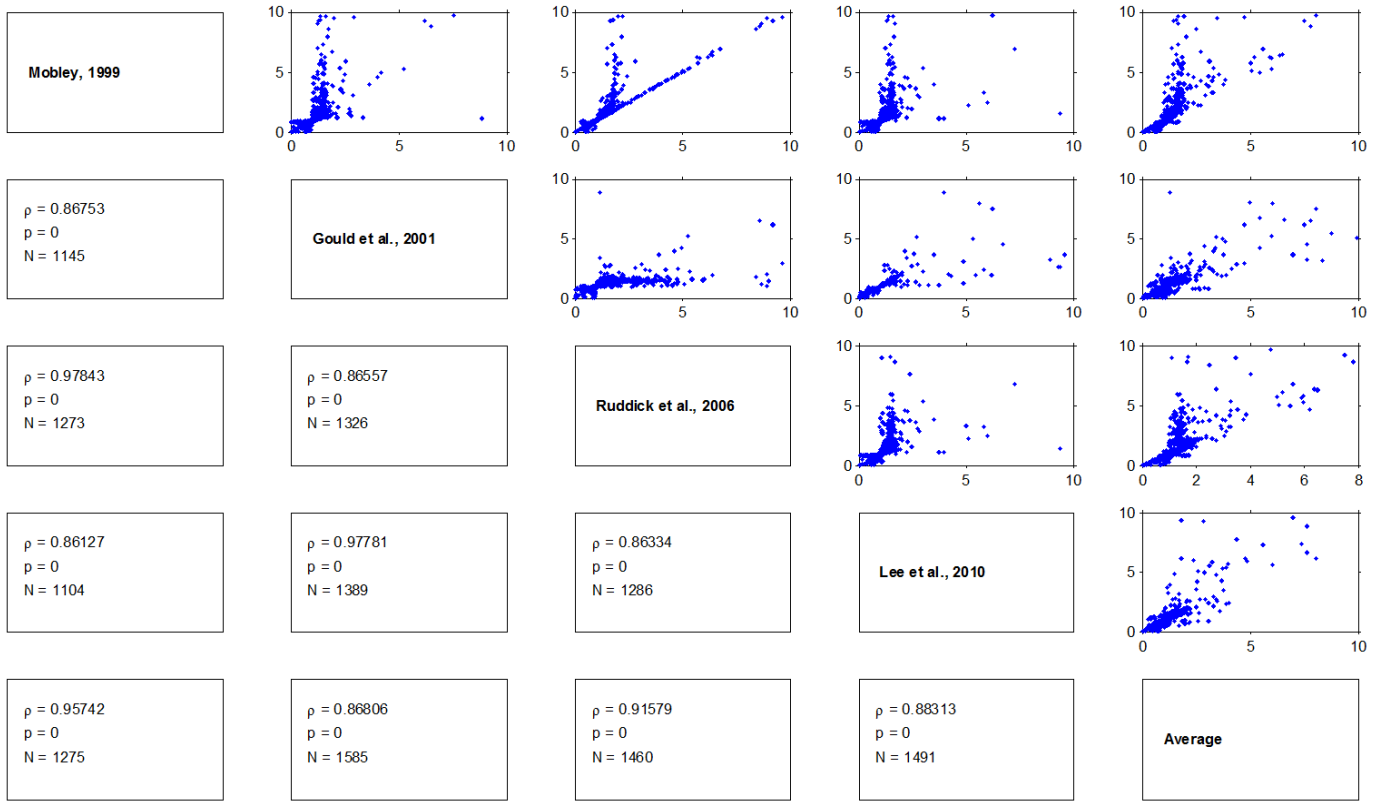 Mobley, 1999
10
5
0
0 5 10
10
5
0
0 5 10
10
5
0
0 5 10
10
5
0
0 5 10
ρ = 0.86753
p = 0
N = 1145
Gould et al., 2001
10
5
0
0 5 10
10
5
0
0 5 10
10
5
0
0 5 10
ρ = 0.97843
p = 0
N = 1273
ρ = 0.86557
p = 0
N = 1326
Ruddick et al., 2006
10
5
0
0 5 10
10
5
0
0 2 4 6 8
ρ = 0.86127
p = 0
N = 1104
ρ = 0.97781
p = 0
N = 1389
ρ = 0.86334
p = 0
N = 1286
Lee et al., 2010
10
5
0
0 5 10
ρ = 0.95742
p = 0
N = 1275
ρ = 0.86806
p = 0
N = 1585
ρ = 0.91579
p = 0
N = 1460
ρ = 0.88313
p = 0
N = 1491
Average